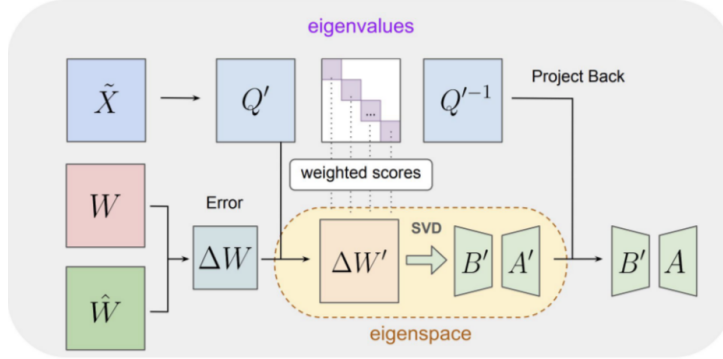 eigenvalues
X̃
Q′
...
Q′⁻¹
Project Back
weighted scores
W
Error
Ŵ
ΔW
ΔW′
SVD
B′
A′
B′
A
eigenspace